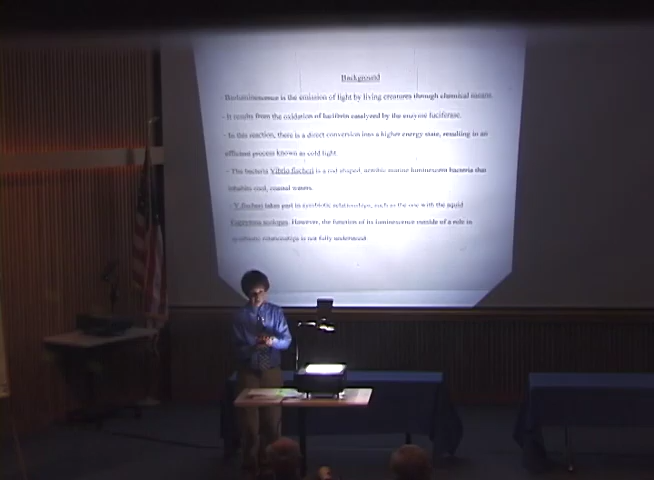 Background
Bioluminescence is the emission of light by living creatures through chemical means.
- It results from the oxidation of luciferin catalyzed by the enzyme luciferase.
- In this reaction, there is a direct conversion into a higher energy state, resulting in an
efficient process known as cold light.
- The bacteria Vibrio fischeri is a rod shaped, aerobic marine luminescent bacteria that
inhabits cool, coastal waters.
- V. fischeri takes part in symbiotic relationships, such as the one with the squid
Euprymna scolopes. However, the function of its luminescence outside of a role in
symbiotic relationships is not fully understood.